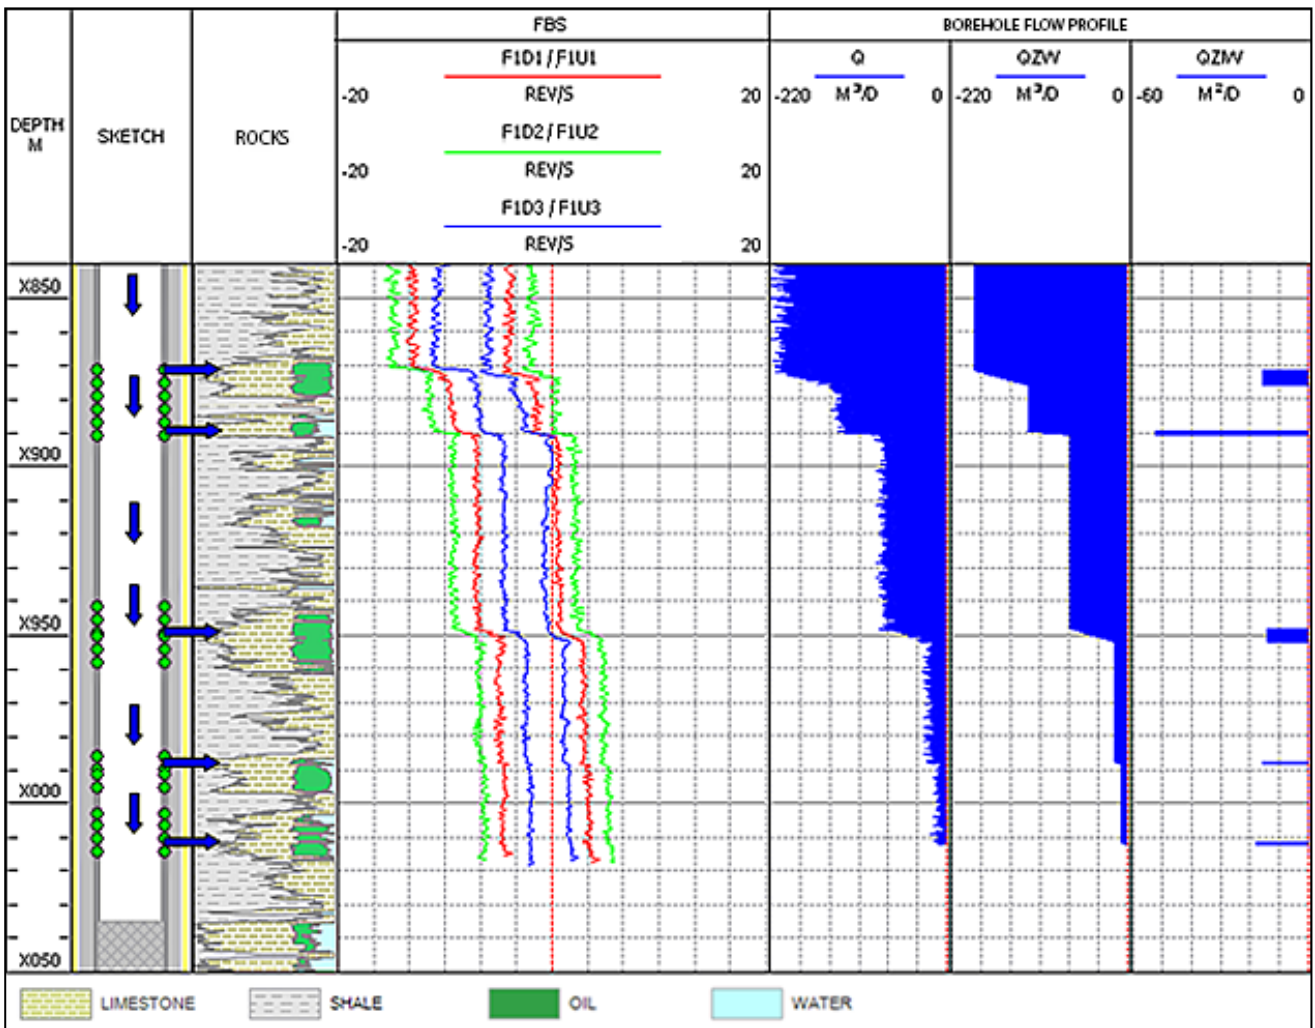 FBS
BOREHOLE FLOW PROFILE
DEPTH
M
SKETCH
ROCKS
F1D1 / F1U1
-20 REV/S 20
F1D2 / F1U2
-20 REV/S 20
F1D3 / F1U3
-20 REV/S 20
Q
-220 M³/D 0
QZW
-220 M³/D 0
QZIW
-60 M²/D 0
X850
X900
X950
X000
X050
LIMESTONE
SHALE
OIL
WATER